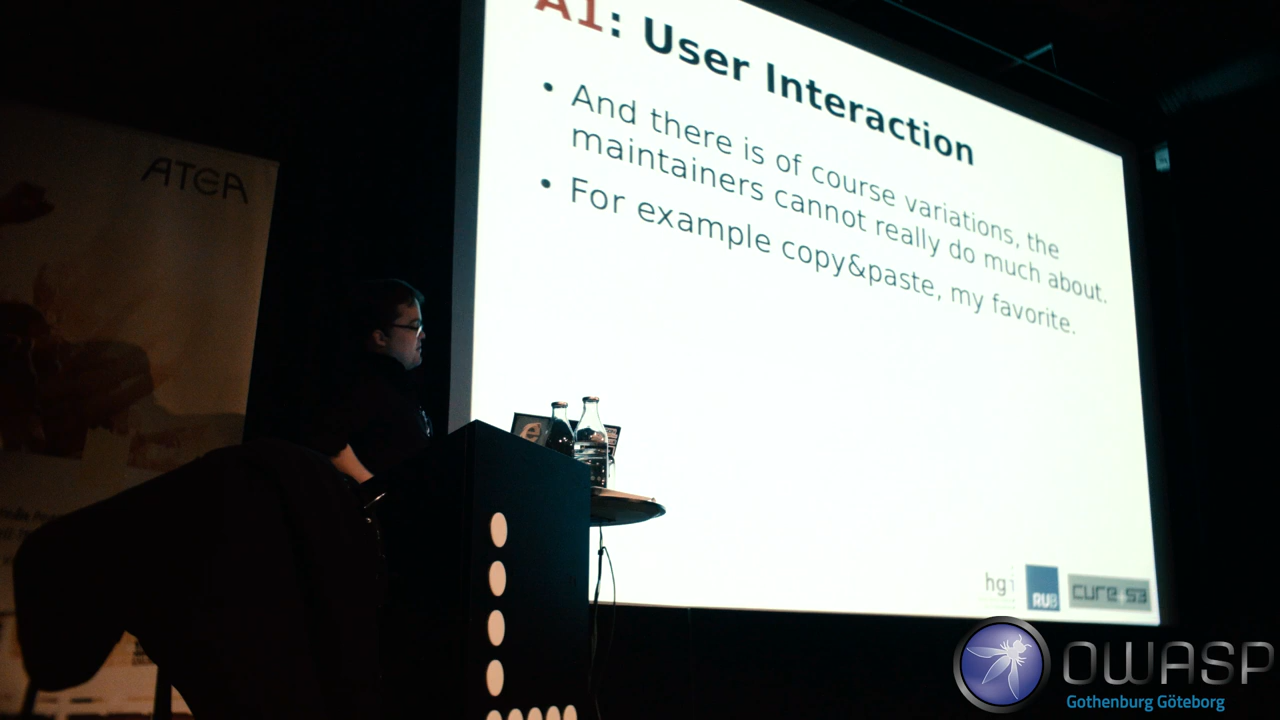 A1: User Interaction
• And there is of course variations, the
maintainers cannot really do much about.
• For example copy&paste, my favorite.
ATEA
hgi
RUB
cure53
OWASP
Gothenburg Göteborg